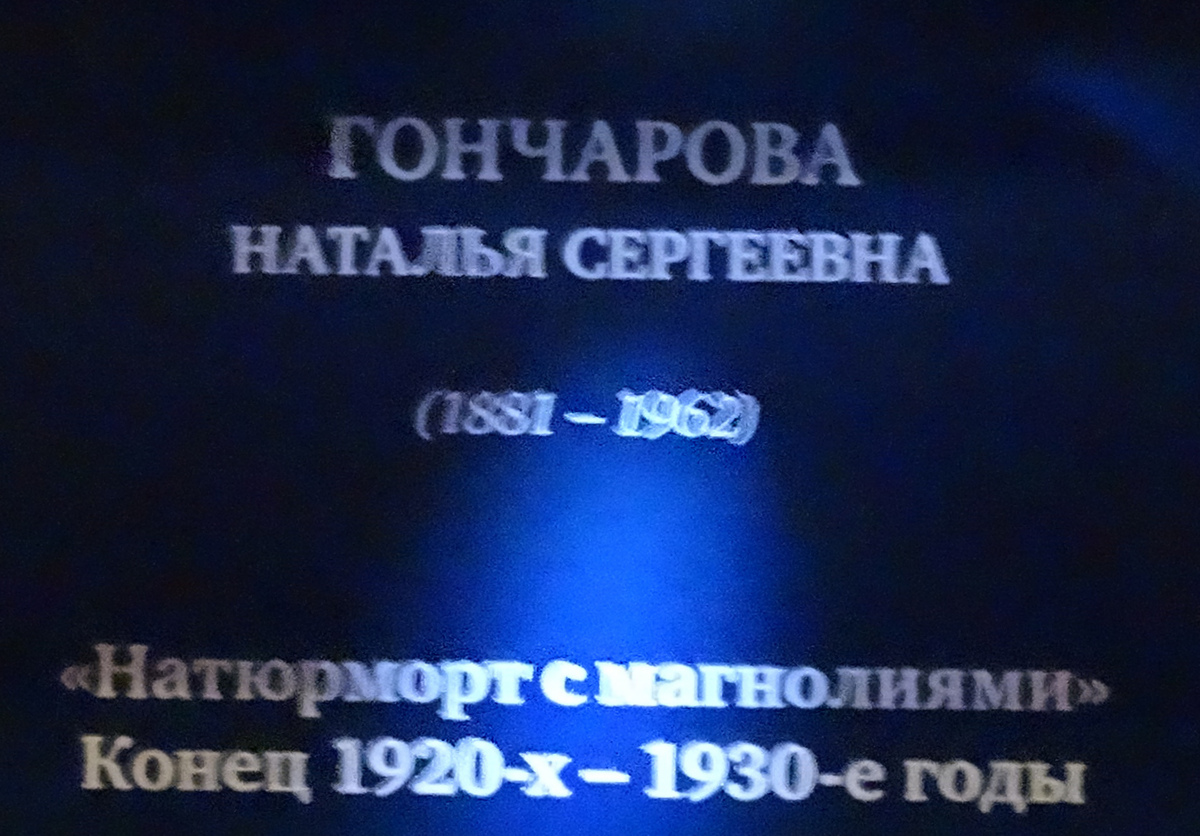 ГОНЧАРОВА
НАТАЛЬЯ СЕРГЕЕВНА
(1881 – 1962)
«Натюрморт с магнолиями»
Конец 1920-х – 1930-е годы